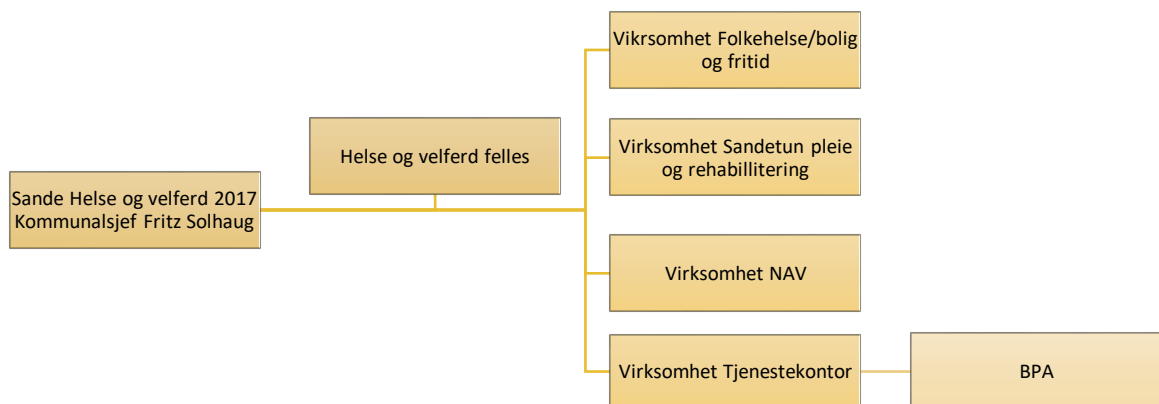 Vikrsomhet Folkehelse/bolig
og fritid
Helse og velferd felles
Virksomhet Sandetun pleie
og rehabillitering
Sande Helse og velferd 2017
Kommunalsjef Fritz Solhaug
Virksomhet NAV
Virksomhet Tjenestekontor
BPA